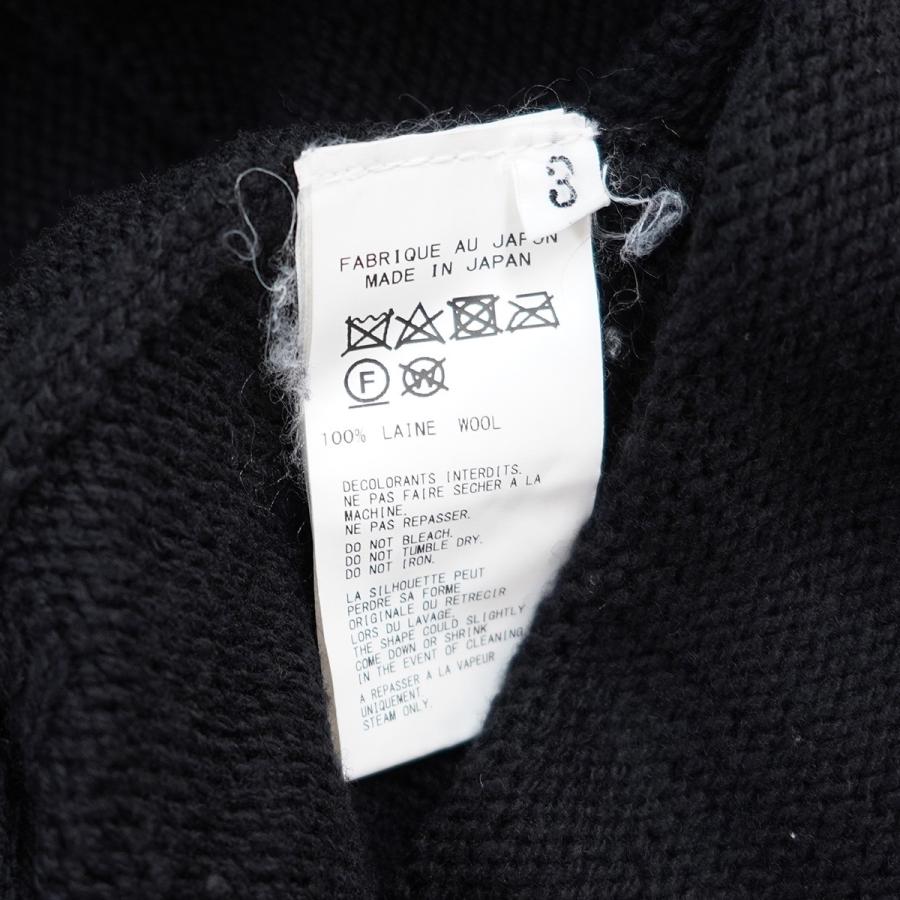 3
FABRIQUE AU JAPON
MADE IN JAPAN
F W
100% LAINE WOOL
DECOLORANTS INTERDITS.
NE PAS FAIRE SECHER A LA
MACHINE.
NE PAS REPASSER.
DO NOT BLEACH.
DO NOT TUMBLE DRY.
DO NOT IRON.
LA SILHOUETTE PEUT
PERDRE SA FORME
ORIGINALE OU RETRECIR
LORS DU LAVAGE.
THE SHAPE COULD SLIGHTLY
COME DOWN OR SHRINK
IN THE EVENT OF CLEANING.
A REPASSER A LA VAPEUR
UNIQUEMENT.
STEAM ONLY.